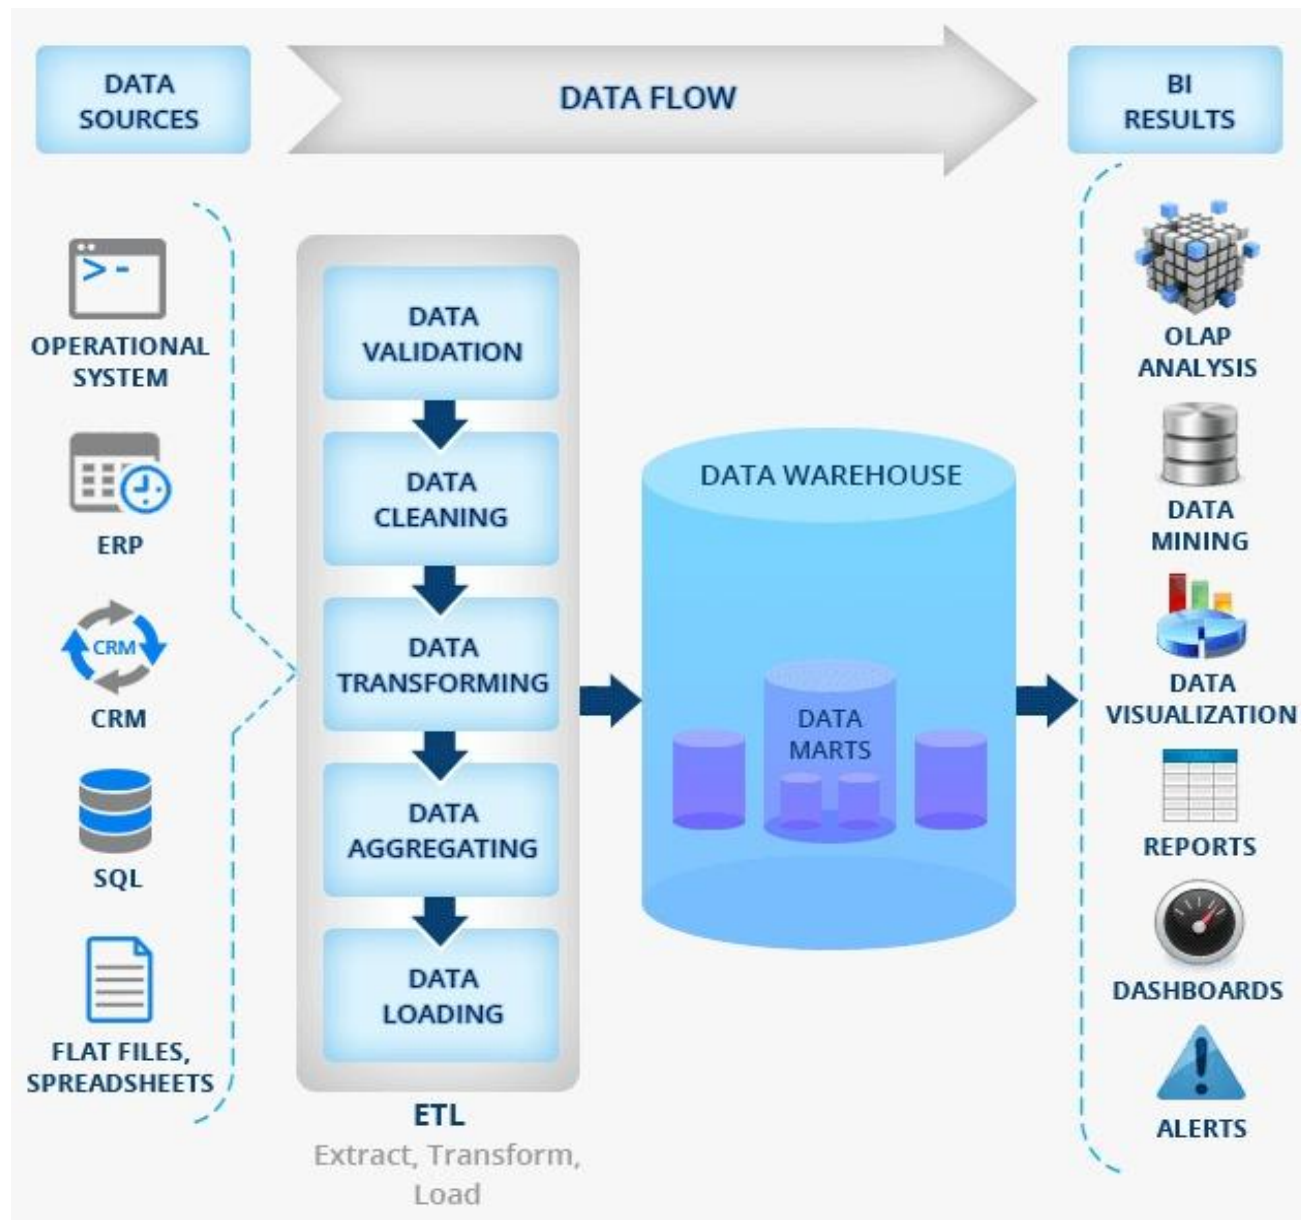 DATA
SOURCES
DATA FLOW
BI
RESULTS
>-
OPERATIONAL
SYSTEM
ERP
CRM
CRM
SQL
FLAT FILES,
SPREADSHEETS
DATA
VALIDATION
DATA
CLEANING
DATA
TRANSFORMING
DATA
AGGREGATING
DATA
LOADING
ETL
Extract, Transform,
Load
DATA WAREHOUSE
DATA
MARTS
OLAP
ANALYSIS
DATA
MINING
DATA
VISUALIZATION
REPORTS
DASHBOARDS
!
ALERTS